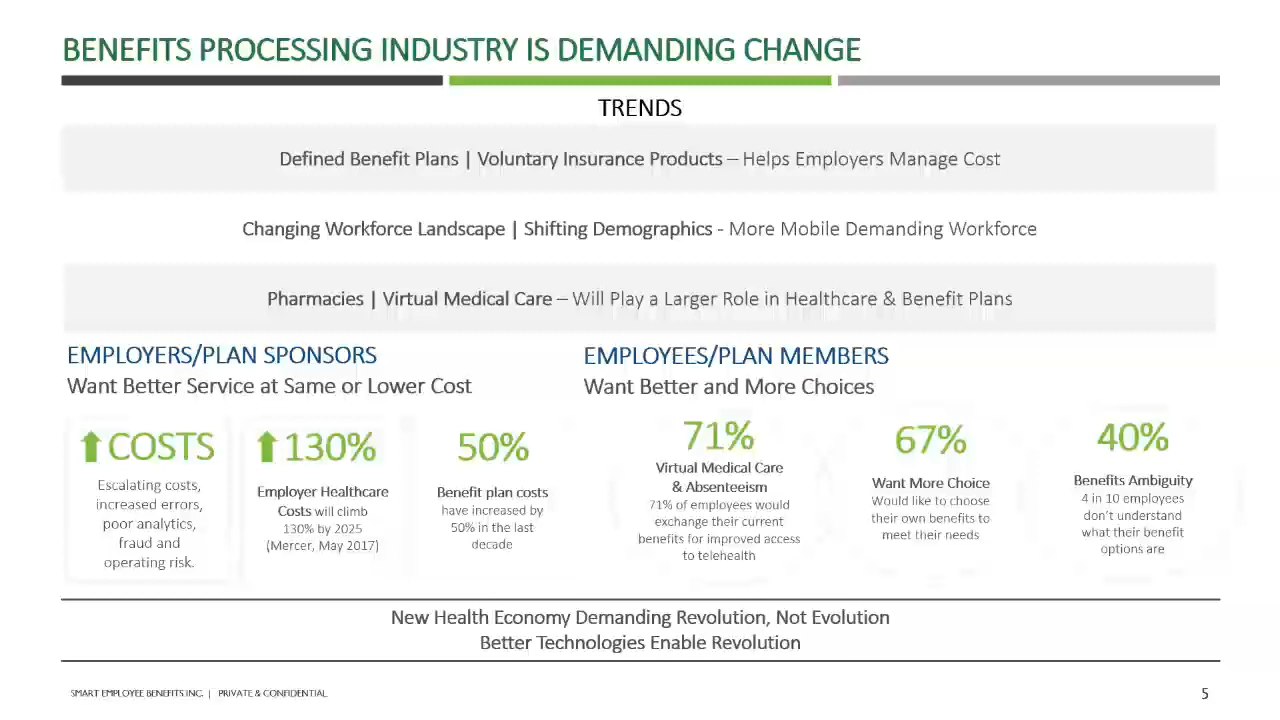 BENEFITS PROCESSING INDUSTRY IS DEMANDING CHANGE
TRENDS
Defined Benefit Plans | Voluntary Insurance Products – Helps Employers Manage Cost
Changing Workforce Landscape | Shifting Demographics - More Mobile Demanding Workforce
Pharmacies | Virtual Medical Care – Will Play a Larger Role in Healthcare & Benefit Plans
EMPLOYERS/PLAN SPONSORS
Want Better Service at Same or Lower Cost
COSTS
Escalating costs,
increased errors,
poor analytics,
fraud and
operating risk.
130%
Employer Healthcare
Costs will climb
130% by 2025
(Mercer, May 2017)
50%
Benefit plan costs
have increased by
50% in the last
decade
EMPLOYEES/PLAN MEMBERS
Want Better and More Choices
71%
Virtual Medical Care
& Absenteeism
71% of employees would
exchange their current
benefits for improved access
to telehealth
67%
Want More Choice
Would like to choose
their own benefits to
meet their needs
40%
Benefits Ambiguity
4 in 10 employees
don't understand
what their benefit
options are
New Health Economy Demanding Revolution, Not Evolution
Better Technologies Enable Revolution
SMART EMPLOYEE BENEFITS INC. | PRIVATE & CONFIDENTIAL
5